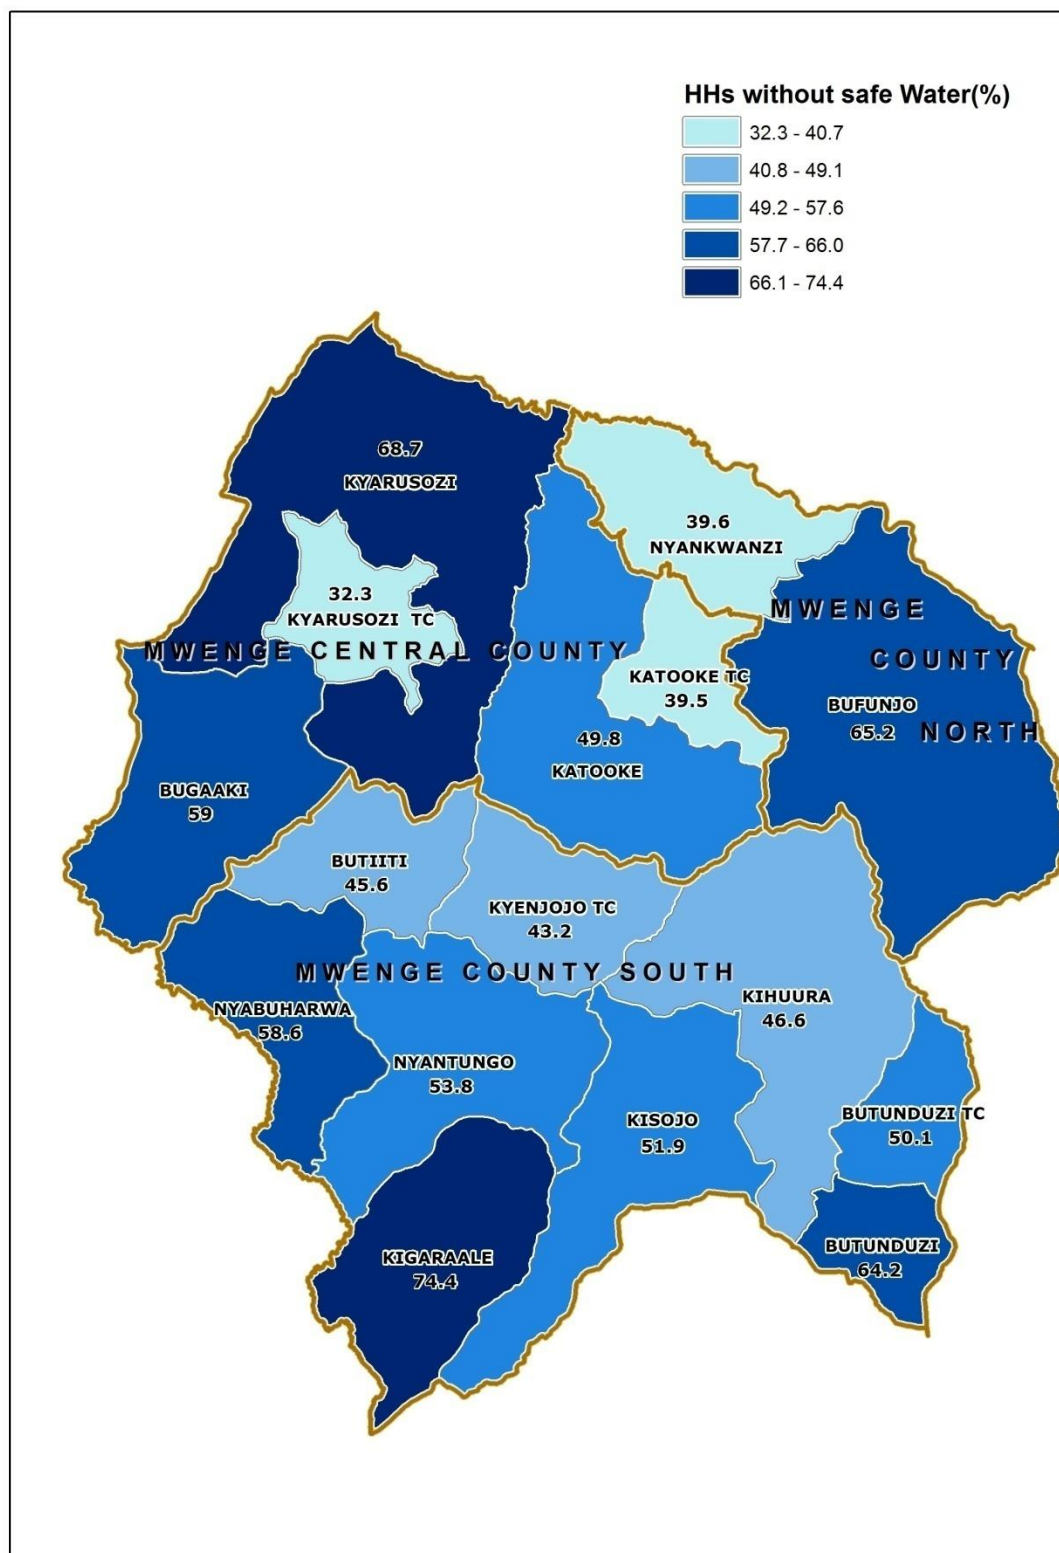 HHs without safe Water(%)
32.3 - 40.7
40.8 - 49.1
49.2 - 57.6
57.7 - 66.0
66.1 - 74.4
68.7
KYARUSOZI
39.6
NYANKWANZI
32.3
KYARUSOZI TC
MWENGE
COUNTY
NORTH
MWENGE CENTRAL COUNTY
KATOOKE TC
39.5
BUFUNJO
65.2
49.8
KATOOKE
BUGAAKI
59
BUTIITI
45.6
KYENJOJO TC
43.2
MWENGE COUNTY SOUTH
KIHUURA
46.6
NYABUHARWA
58.6
NYANTUNGO
53.8
KISOJO
51.9
BUTUNDUZI TC
50.1
KIGARAALE
74.4
BUTUNDUZI
64.2